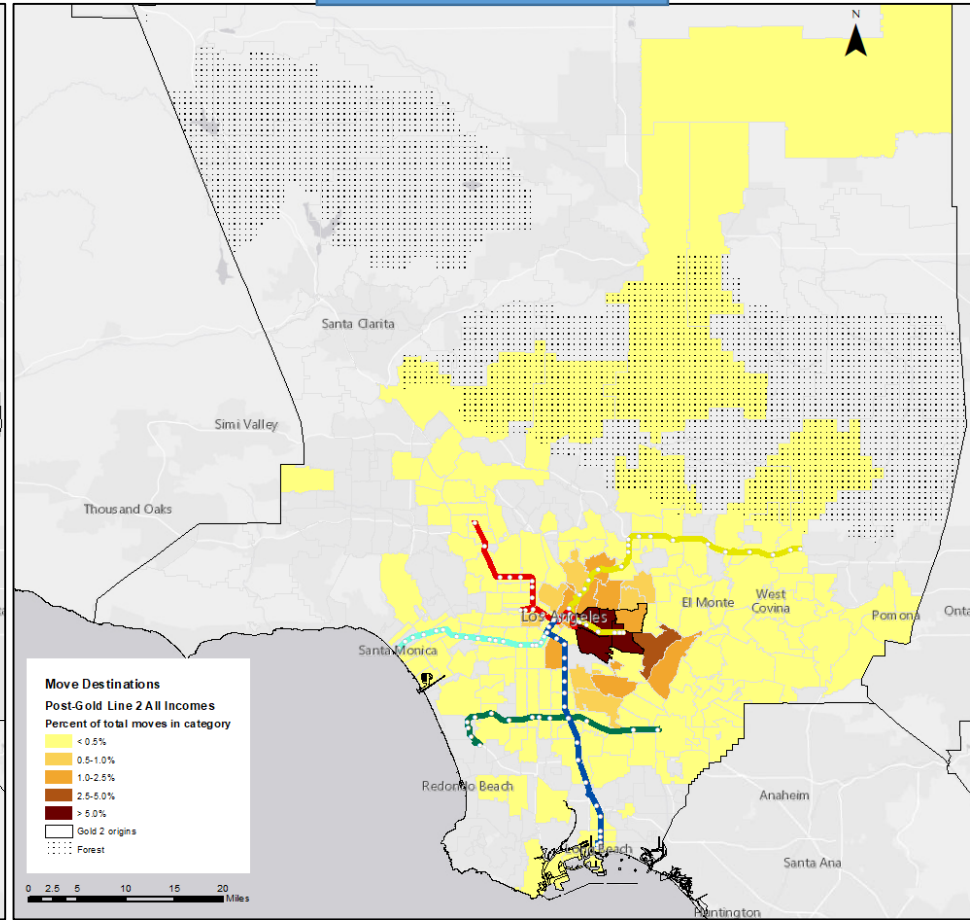 N
Santa Clarita
Simi Valley
Thousand Oaks
El Monte
West
Covina
Los Angeles
Pomona
Onta
Santa Monica
Move Destinations
Post-Gold Line 2 All Incomes
Percent of total moves in category
< 0.5%
0.5-1.0%
1.0-2.5%
2.5-5.0%
> 5.0%
Gold 2 origins
Forest
Redondo Beach
Anaheim
Long Beach
Santa Ana
0 2.5 5 10 15 20
Miles
Huntington